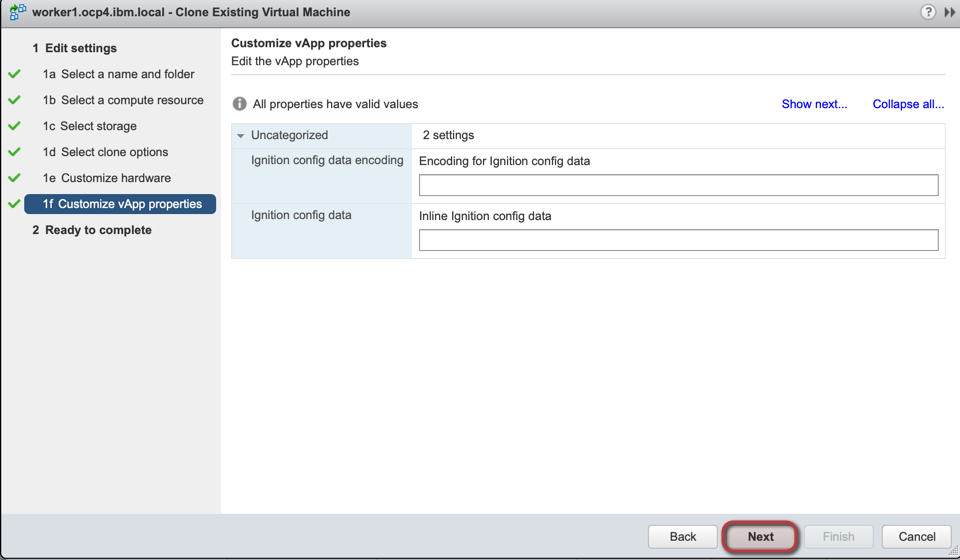 worker1.ocp4.ibm.local - Clone Existing Virtual Machine
?
1 Edit settings
1a Select a name and folder
1b Select a compute resource
1c Select storage
1d Select clone options
1e Customize hardware
1f Customize vApp properties
2 Ready to complete
Customize vApp properties
Edit the vApp properties
All properties have valid values
Show next... Collapse all...
Uncategorized 2 settings
Ignition config data encoding Encoding for Ignition config data
Ignition config data Inline Ignition config data
Back Next Finish Cancel